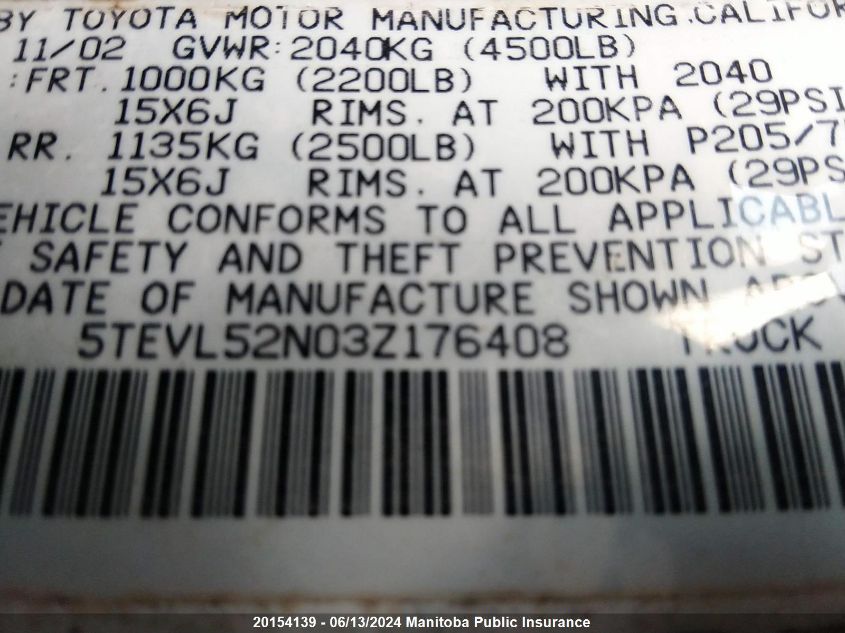 BY TOYOTA MOTOR MANUFACTURING.CALIFOR
11/02 GVWR:2040KG (4500LB)
:FRT.1000KG (2200LB) WITH 2040
15X6J RIMS. AT 200KPA (29PSI
RR. 1135KG (2500LB) WITH P205/7
15X6J RIMS. AT 200KPA (29PS
EHICLE CONFORMS TO ALL APPLICABL
SAFETY AND THEFT PREVENTION ST
DATE OF MANUFACTURE SHOWN ABOV
5TEVL52N03Z176408 TRUCK
20154139 - 06/13/2024 Manitoba Public Insurance